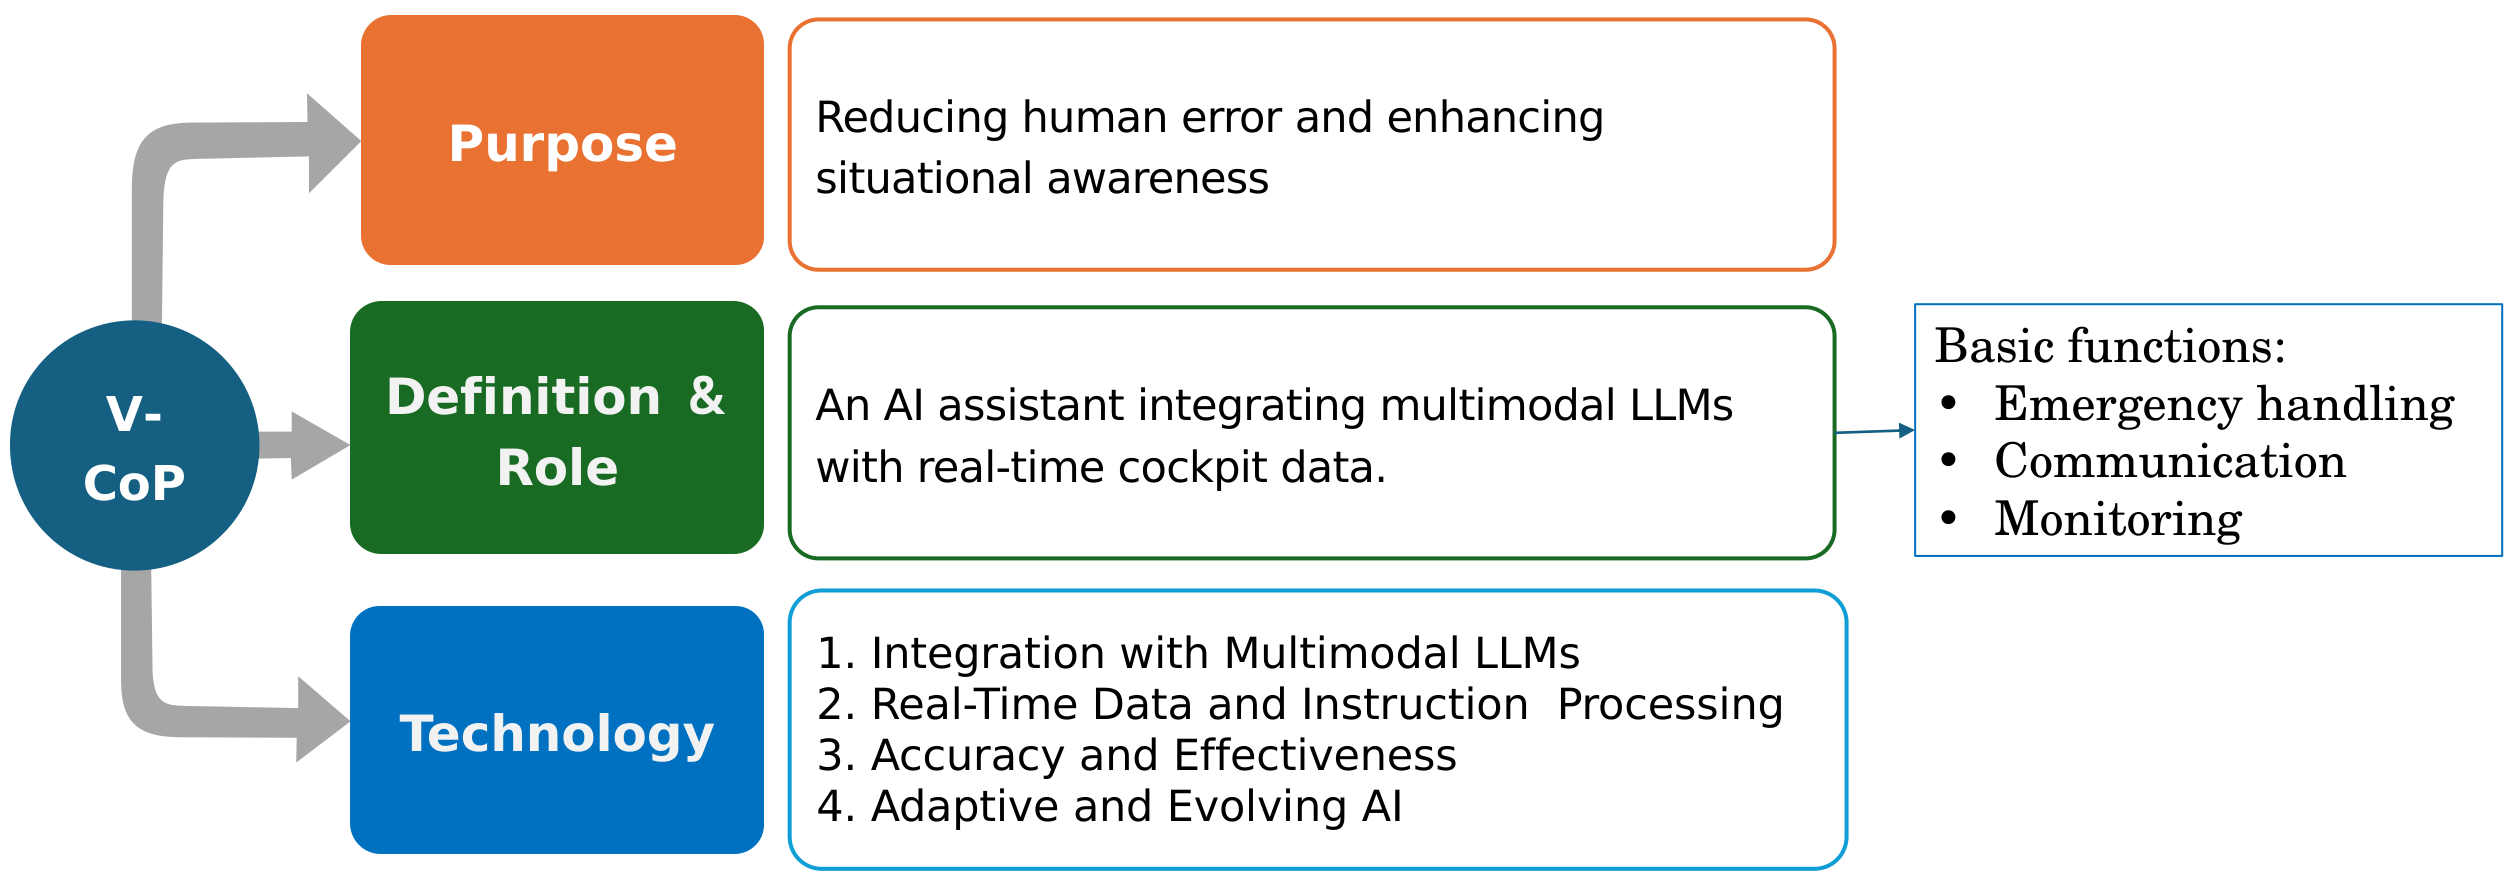 V-
CoP
Purpose
Reducing human error and enhancing
situational awareness
Definition &
Role
An AI assistant integrating multimodal LLMs
with real-time cockpit data.
Basic functions:
• Emergency handling
• Communication
• Monitoring
Technology
1. Integration with Multimodal LLMs
2. Real-Time Data and Instruction  Processing
3. Accuracy and Effectiveness
4. Adaptive and Evolving AI